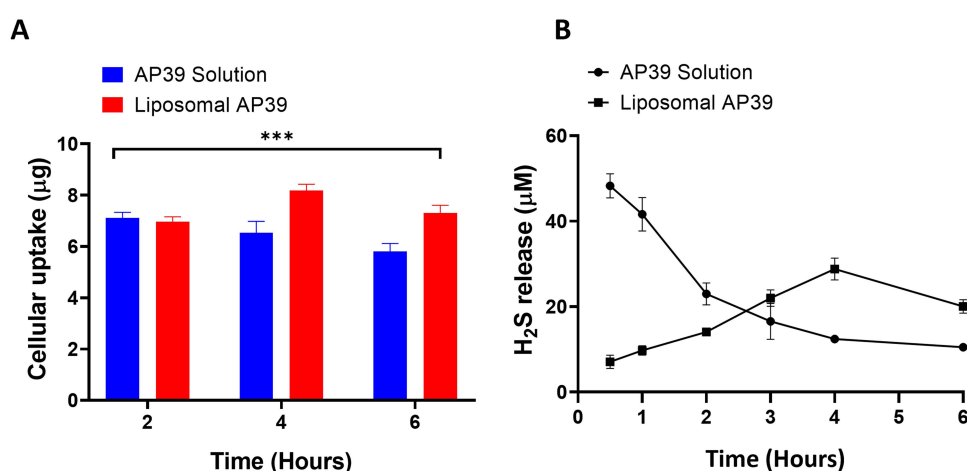 A
AP39 Solution
Liposomal AP39
***
Cellular uptake (μg)
10
8
6
4
2
0
2 4 6
Time (Hours)
B
AP39 Solution
Liposomal AP39
H₂S release (μM)
60
40
20
0
0 1 2 3 4 5 6
Time (Hours)